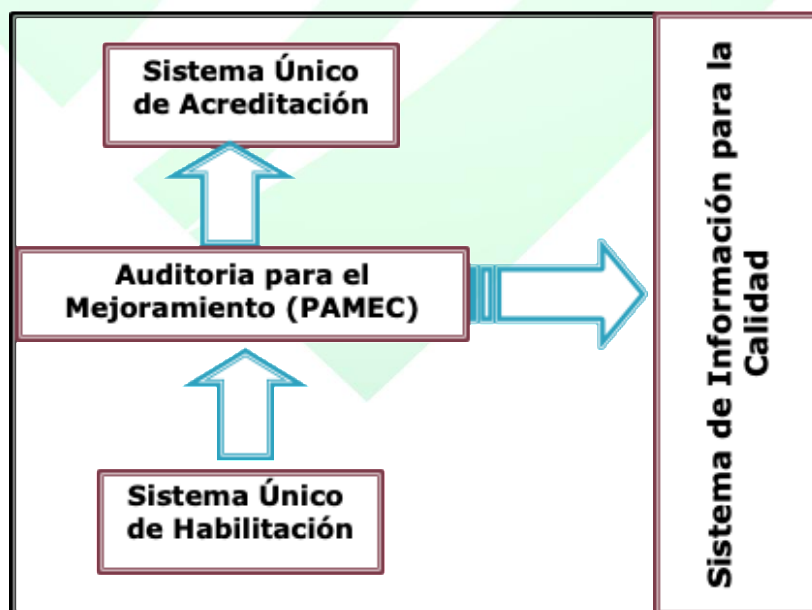 Sistema Único
de Acreditación
Auditoria para el
Mejoramiento (PAMEC)
Sistema Único
de Habilitación
Sistema de Información para la
Calidad